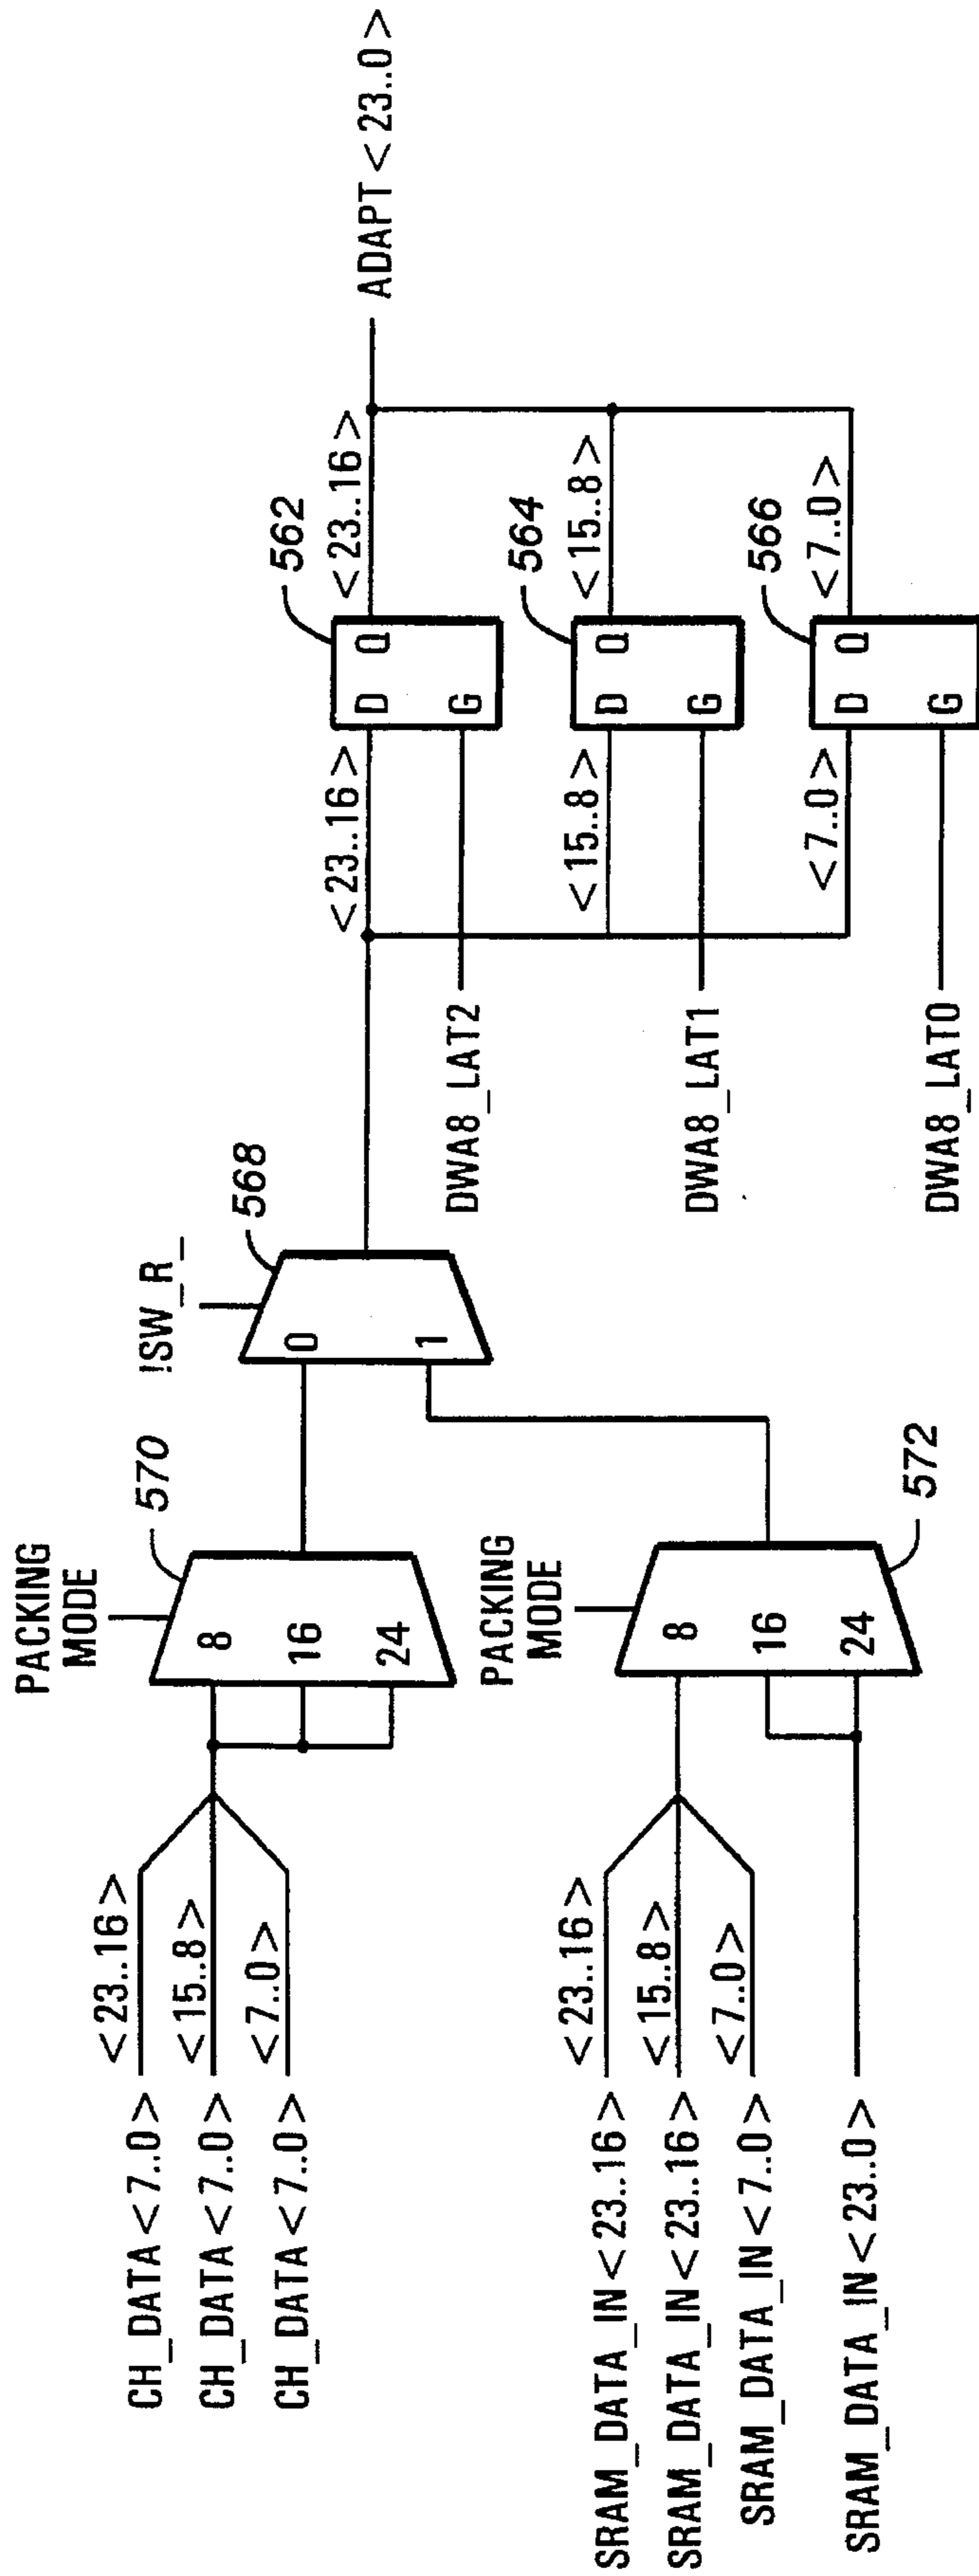 PACKING
MODE
570
8
16
24
CH_DATA<7..0>
<23..16>
CH_DATA<7..0>
<15..8>
CH_DATA<7..0>
<7..0>
PACKING
MODE
572
8
16
24
SRAM_DATA_IN<23..16>
<23..16>
SRAM_DATA_IN<23..16>
<15..8>
SRAM_DATA_IN<7..0>
<7..0>
SRAM_DATA_IN<23..0>
!SW_R_
568
0
1
<23..16>
D Q
G
562
<23..16>
DWA8_LAT2
<15..8>
D Q
G
564
<15..8>
DWA8_LAT1
<7..0>
D Q
G
566
<7..0>
DWA8_LAT0
ADAPT<23..0>